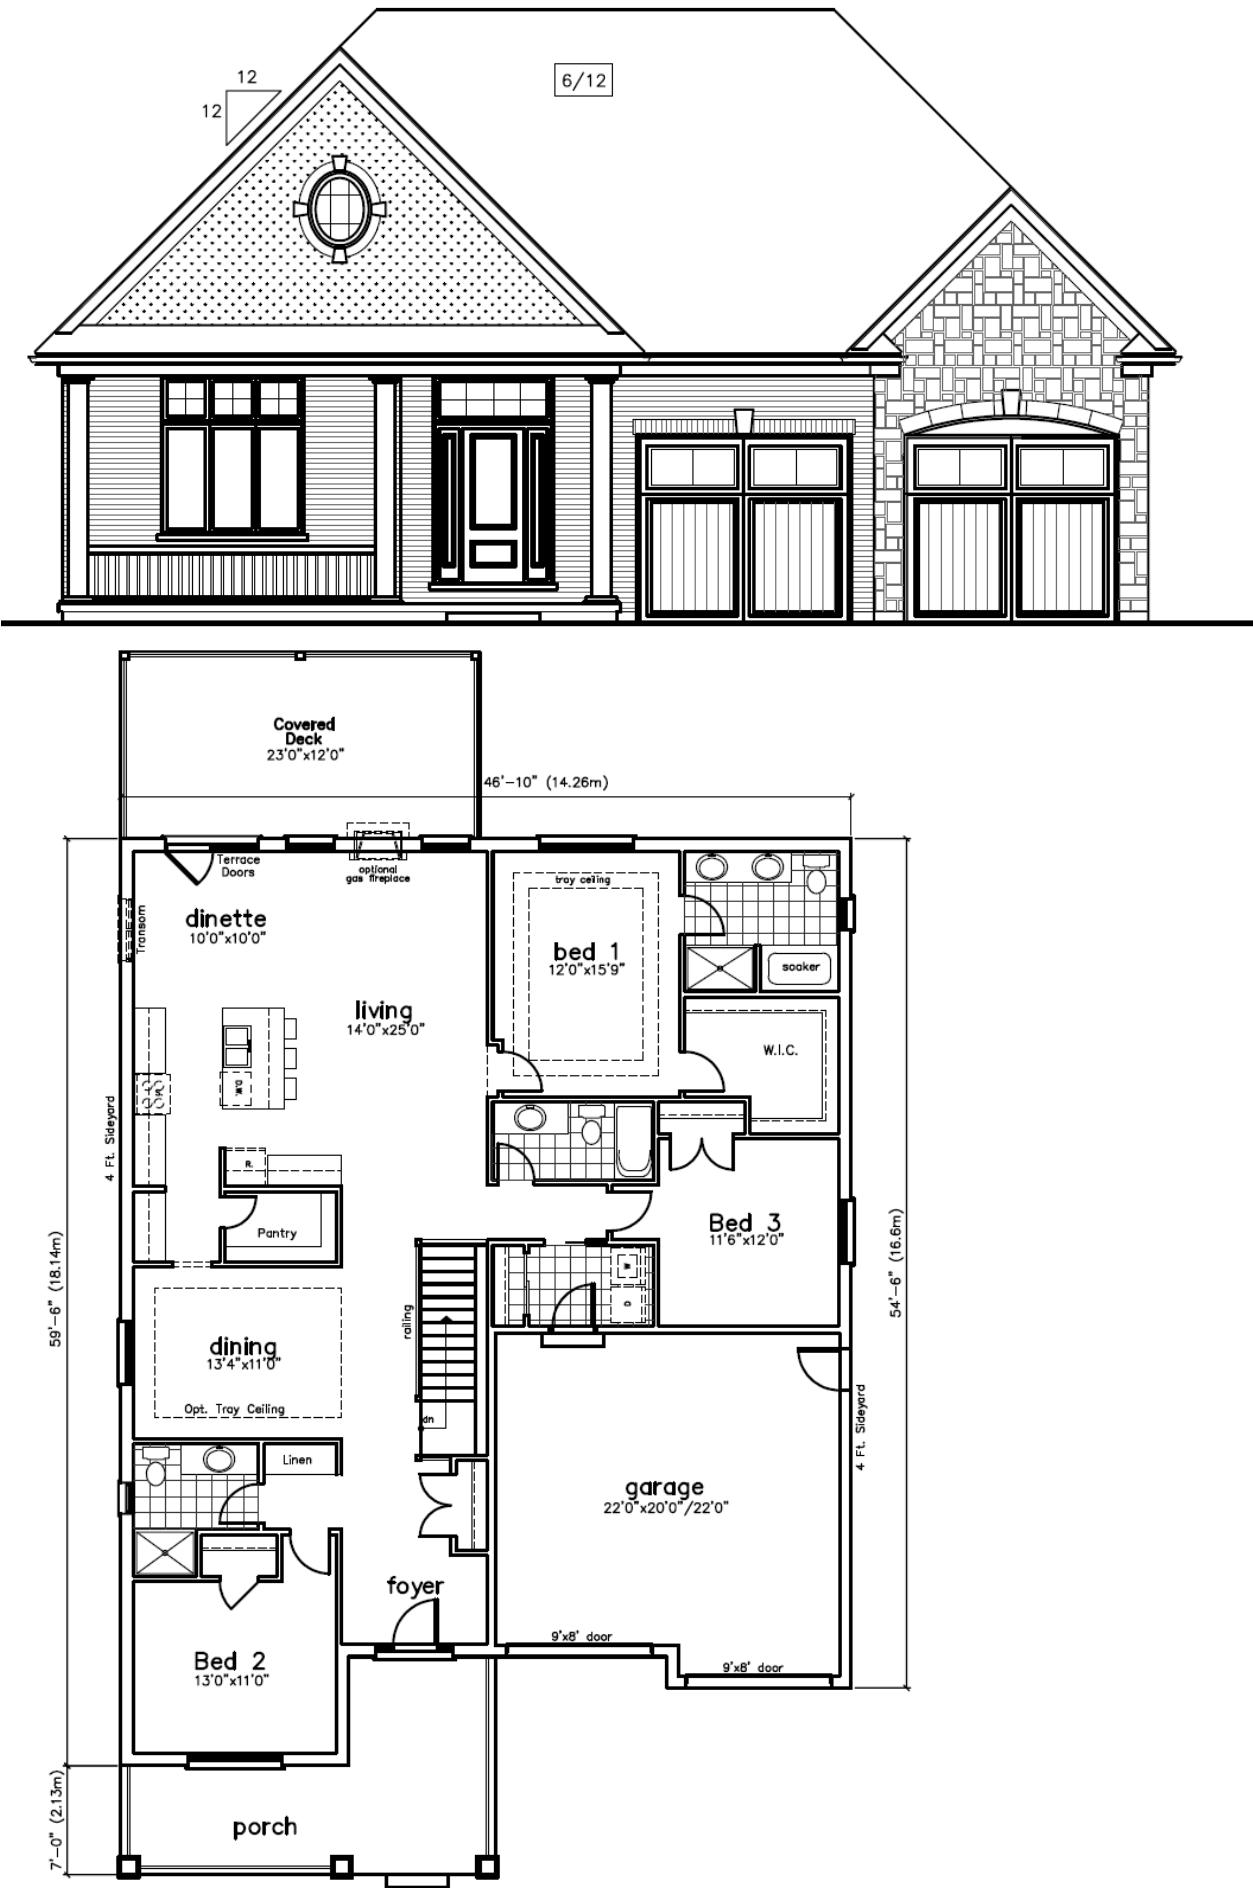 12
12
6/12
Covered
Deck
23'0"x12'0"
46'-10" (14.26m)
Terrace
Doors
optional
gas fireplace
tray ceiling
Transom
dinette
10'0"x10'0"
bed 1
12'0"x15'9"
soaker
living
14'0"x25'0"
W.I.C.
D.W.
4 Ft. Sideyard
R.
Pantry
Bed 3
11'6"x12'0"
W
D
59'-6" (18.14m)
54'-6" (16.6m)
railing
dining
13'4"x11'0"
Opt. Tray Ceiling
dn
4 Ft. Sideyard
Linen
garage
22'0"x20'0"/22'0"
foyer
9'x8' door
Bed 2
13'0"x11'0"
9'x8' door
7'-0" (2.13m)
porch